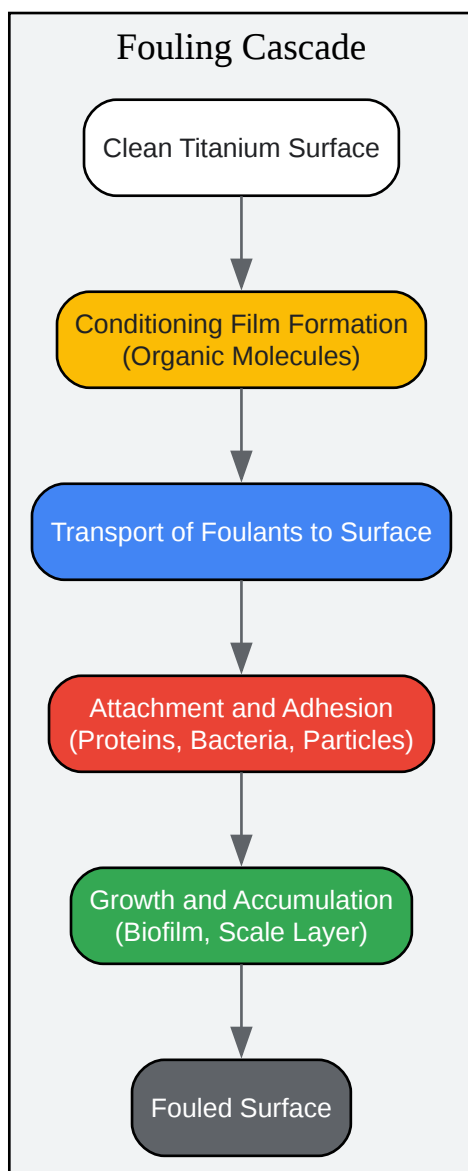 Fouling Cascade
Clean Titanium Surface
Conditioning Film Formation
(Organic Molecules)
Transport of Foulants to Surface
Attachment and Adhesion
(Proteins, Bacteria, Particles)
Growth and Accumulation
(Biofilm, Scale Layer)
Fouled Surface